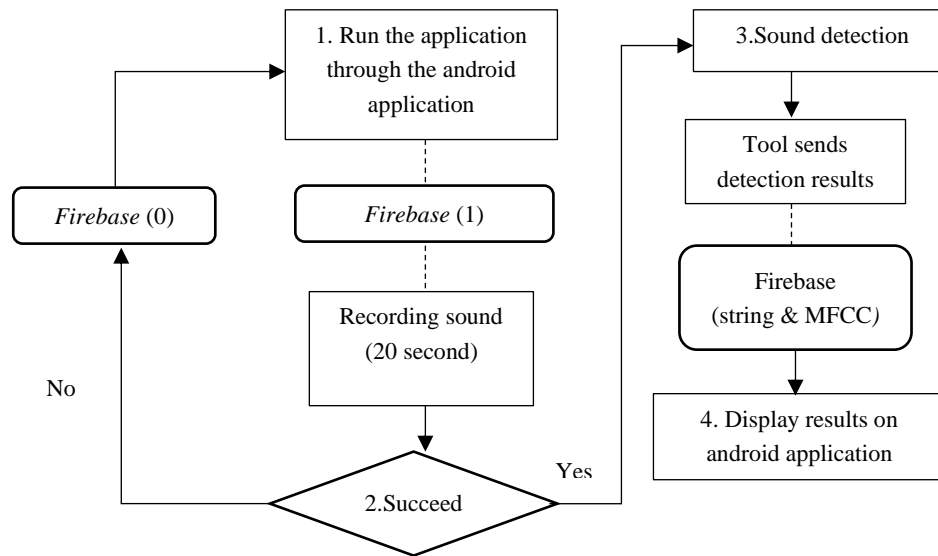 1. Run the application
through the android
application
Firebase (0)
Firebase (1)
Recording sound
(20 second)
No
2.Succeed
Yes
3.Sound detection
Tool sends
detection results
Firebase
(string & MFCC)
4. Display results on
android application